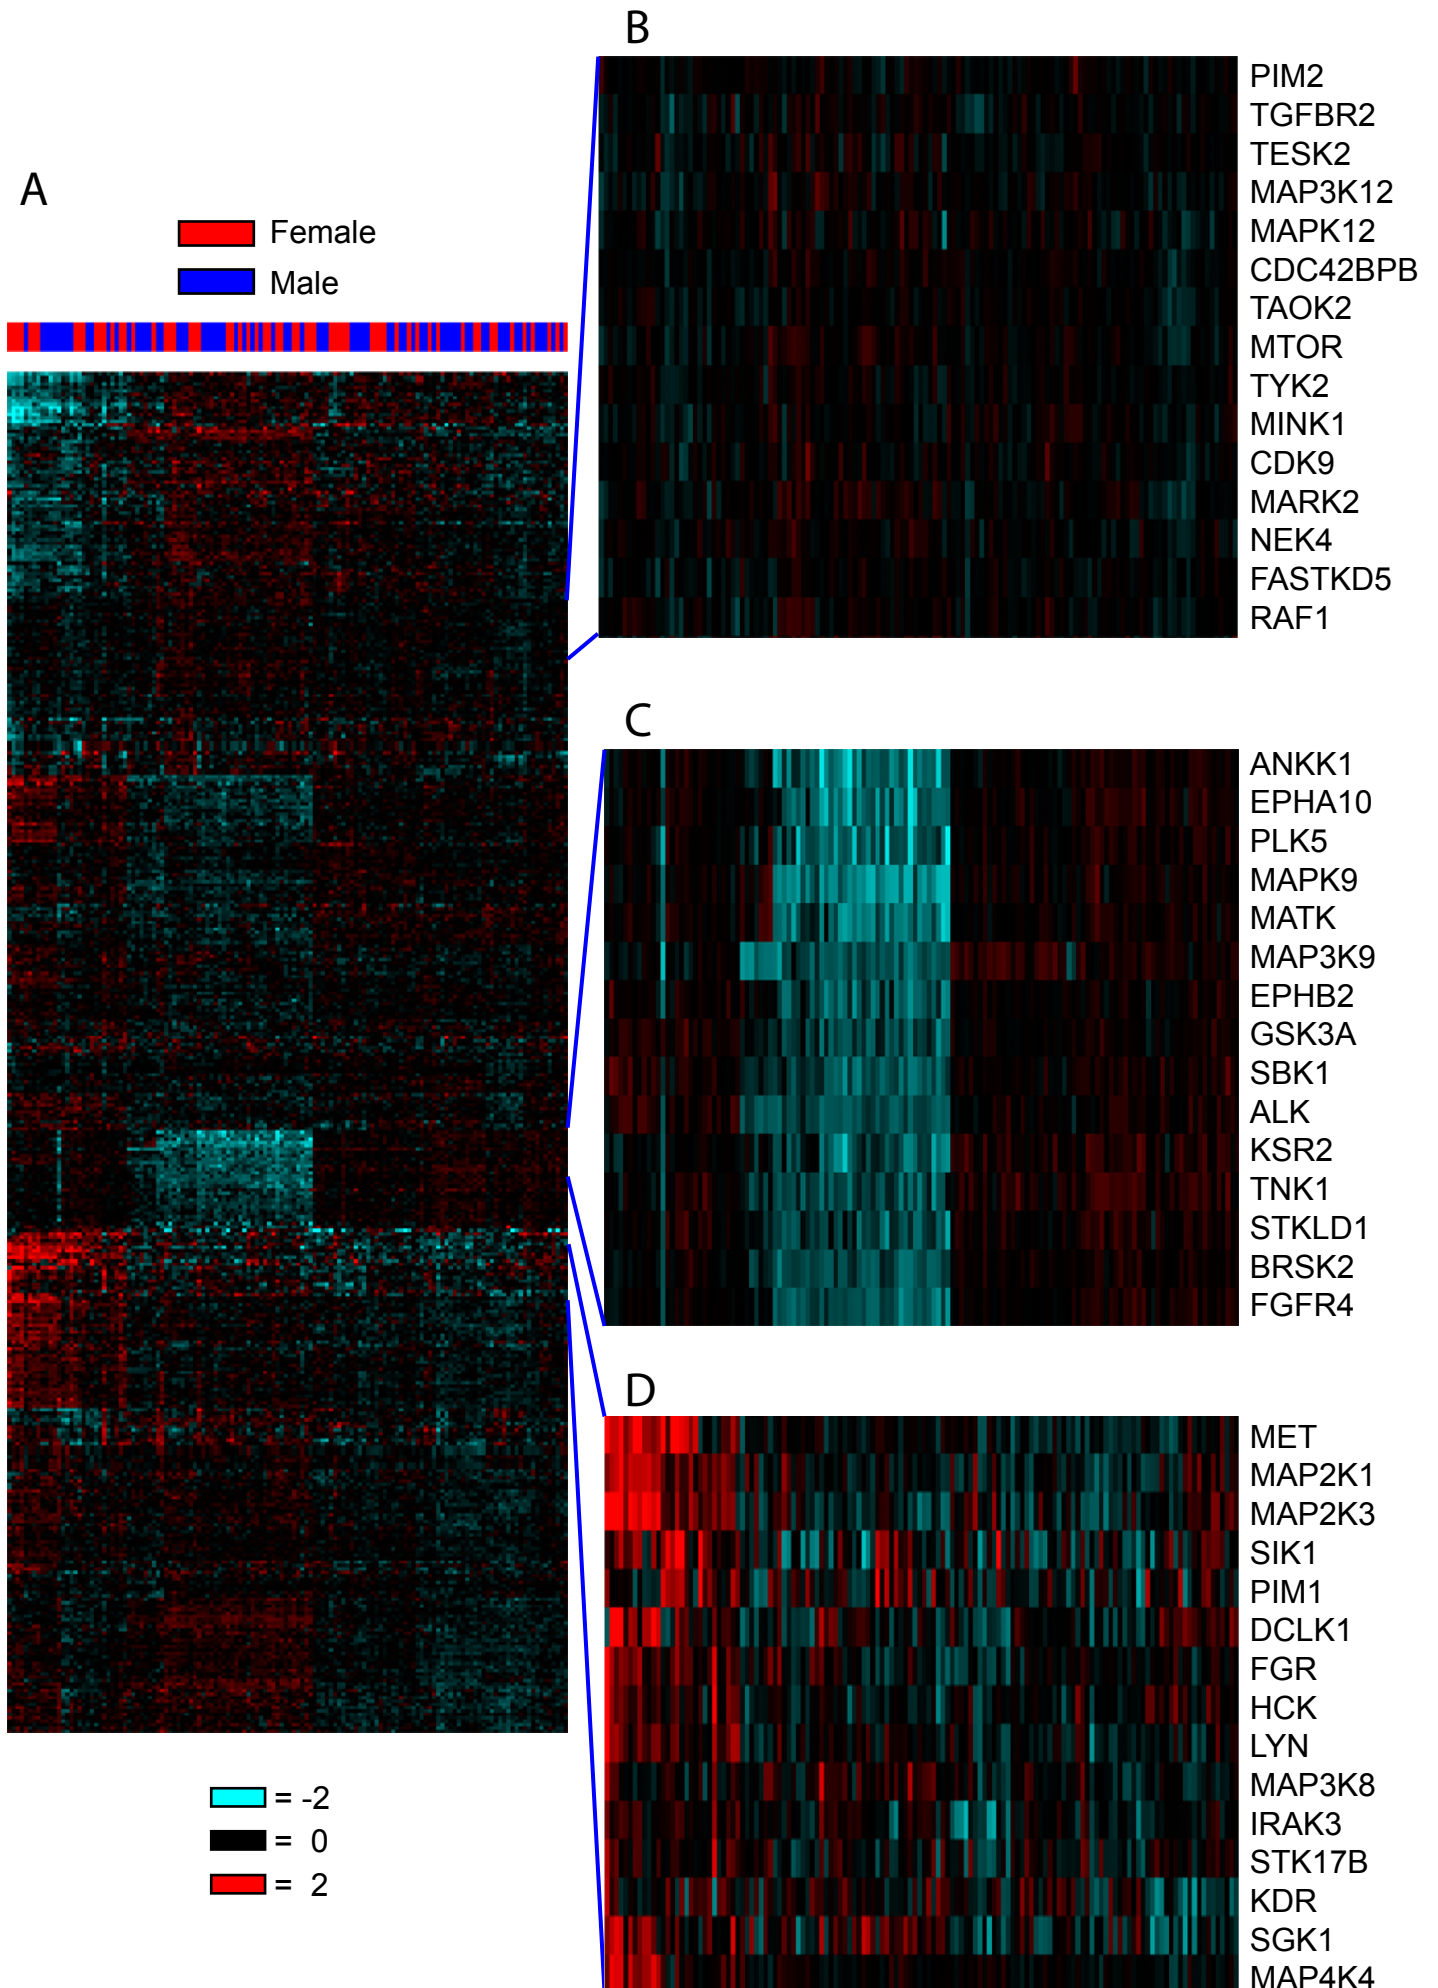 B
PIM2
TGFBR2
TESK2
MAP3K12
MAPK12
CDC42BPB
TAOK2
MTOR
TYK2
MINK1
CDK9
MARK2
NEK4
FASTKD5
RAF1
A
Female
Male
C
ANKK1
EPHA10
PLK5
MAPK9
MATK
MAP3K9
EPHB2
GSK3A
SBK1
ALK
KSR2
TNK1
STKLD1
BRSK2
FGFR4
D
MET
MAP2K1
MAP2K3
SIK1
PIM1
DCLK1
FGR
HCK
LYN
MAP3K8
IRAK3
STK17B
KDR
SGK1
MAP4K4
= -2
= 0
= 2